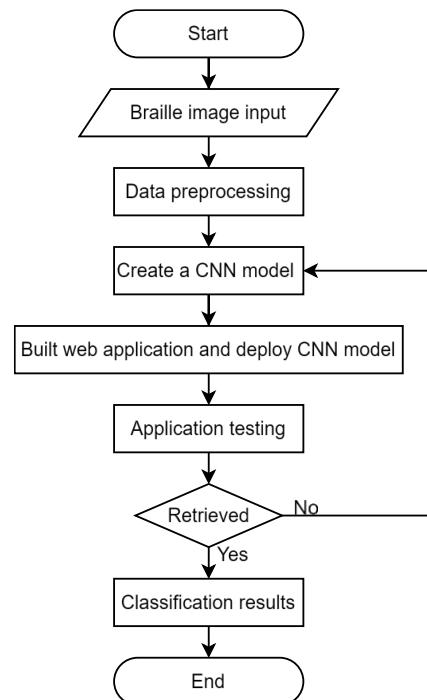 Start
Braille image input
Data preprocessing
Create a CNN model
Built web application and deploy CNN model
Application testing
Retrieved
No
Yes
Classification results
End